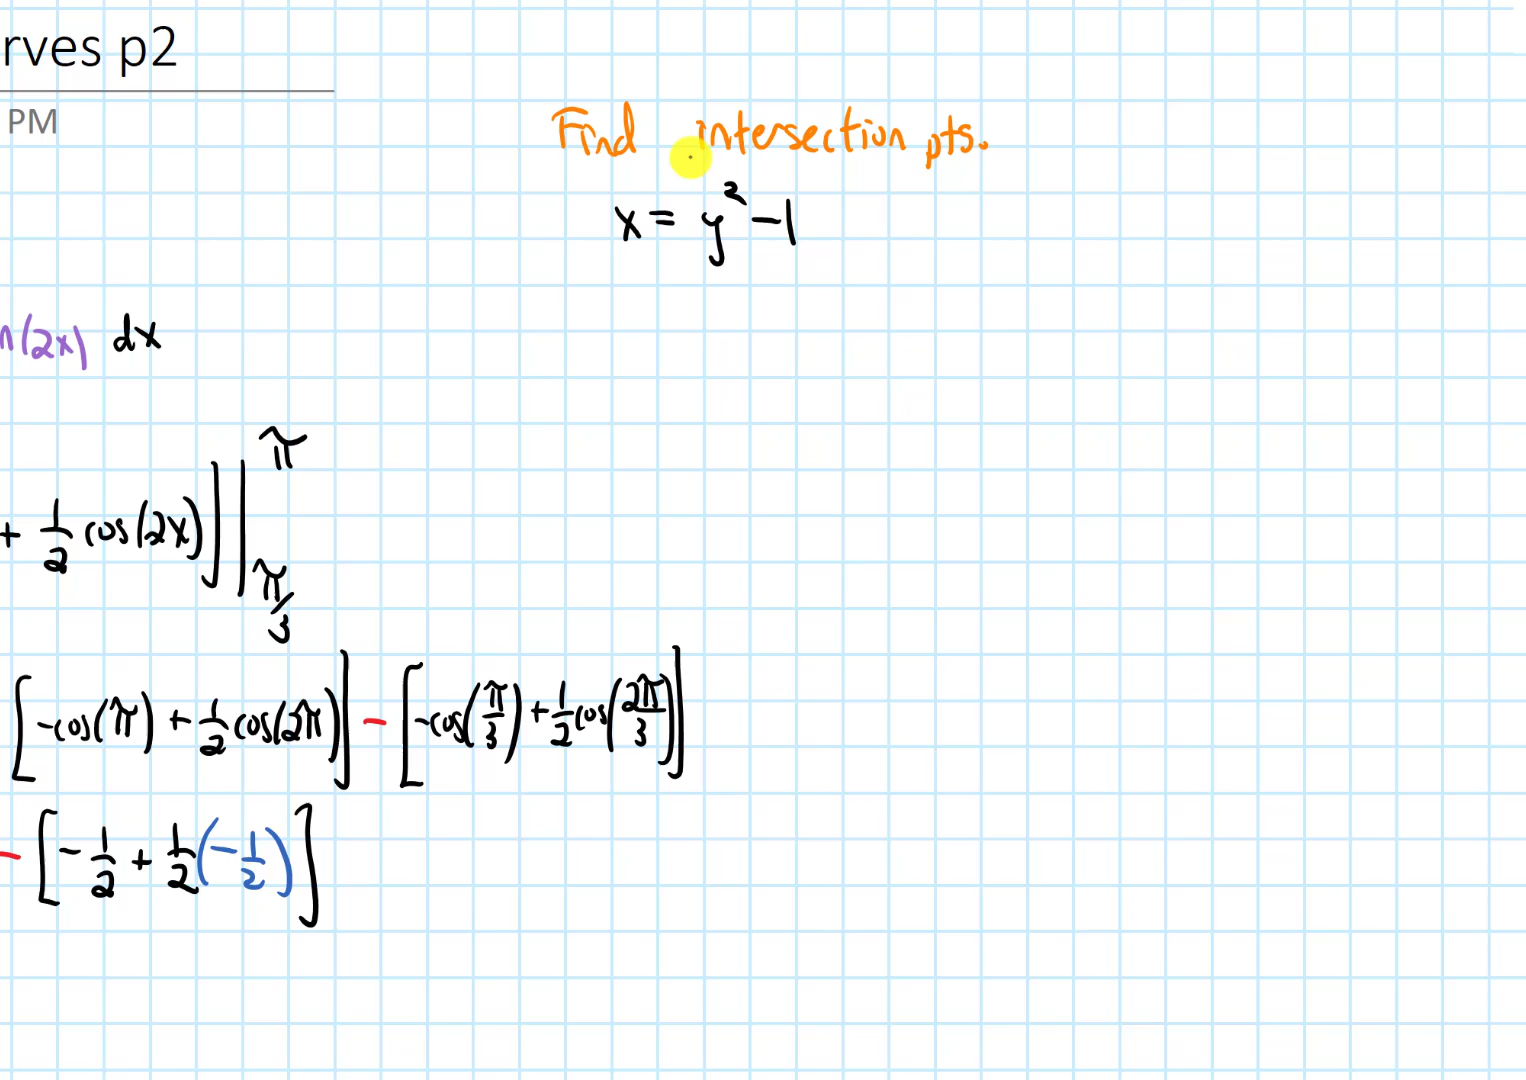 rves p2
PM
Find intersection pts.
x = y² - 1
n(2x) dx
+ 1/2 cos(2x)] |_{π/3}^{π}
[-cos(π) + 1/2 cos(2π)] - [-cos(π/3) + 1/2 cos(2π/3)]
- [-1/2 + 1/2(-1/2)]